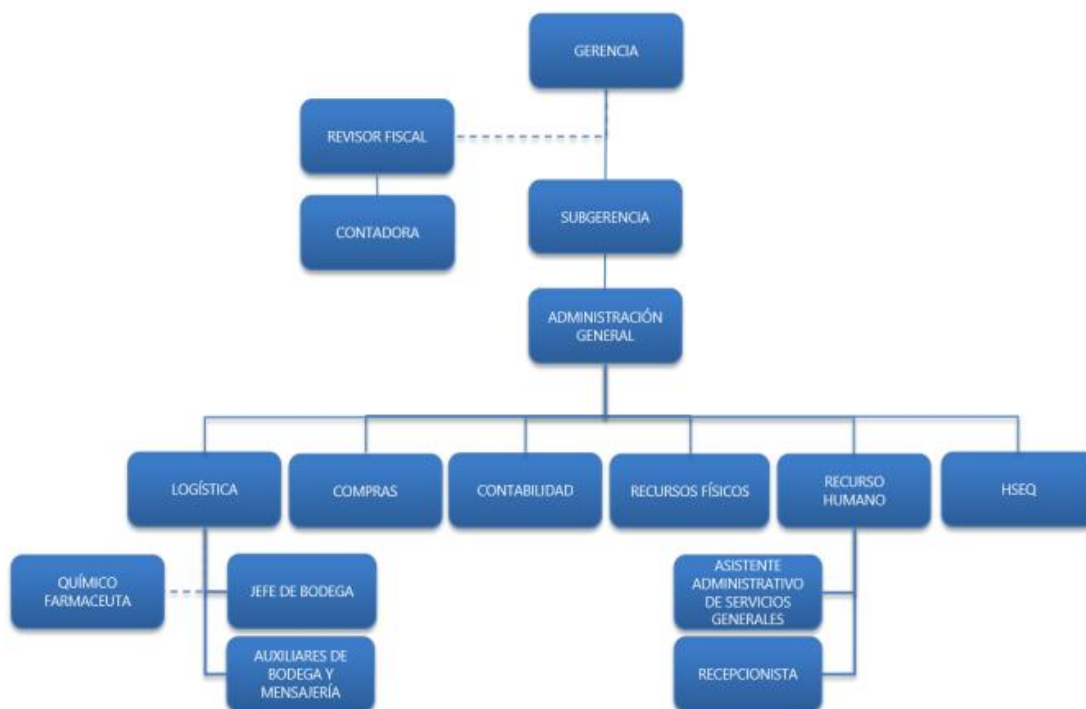 GERENCIA
REVISOR FISCAL
CONTADORA
SUBGERENCIA
ADMINISTRACIÓN
GENERAL
LOGÍSTICA
COMPRAS
CONTABILIDAD
RECURSOS FÍSICOS
RECURSO
HUMANO
HSEQ
QUÍMICO
FARMACEUTA
JEFE DE BODEGA
ASISTENTE
ADMINISTRATIVO
DE SERVICIOS
GENERALES
AUXILIARES DE
BODEGA Y
MENSAJERÍA
RECEPCIONISTA